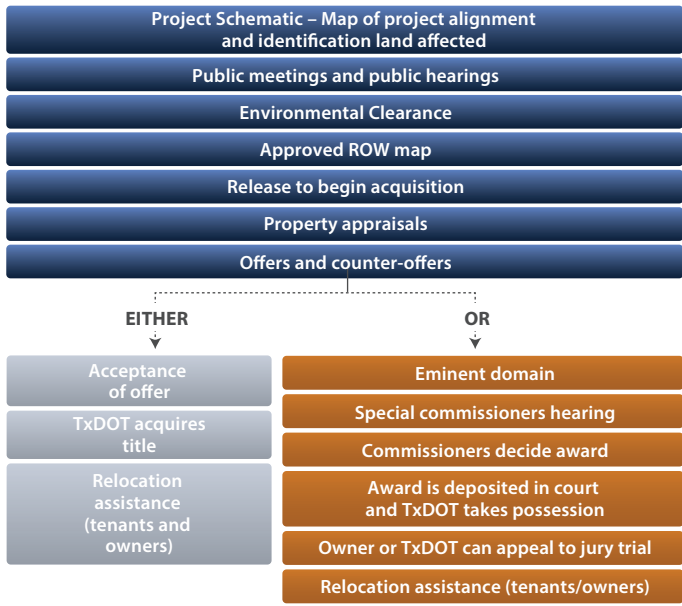 Project Schematic – Map of project alignment
and identification land affected
Public meetings and public hearings
Environmental Clearance
Approved ROW map
Release to begin acquisition
Property appraisals
Offers and counter-offers
EITHER
OR
Acceptance
of offer
TxDOT acquires
title
Relocation
assistance
(tenants and
owners)
Eminent domain
Special commissioners hearing
Commissioners decide award
Award is deposited in court
and TxDOT takes possession
Owner or TxDOT can appeal to jury trial
Relocation assistance (tenants/owners)